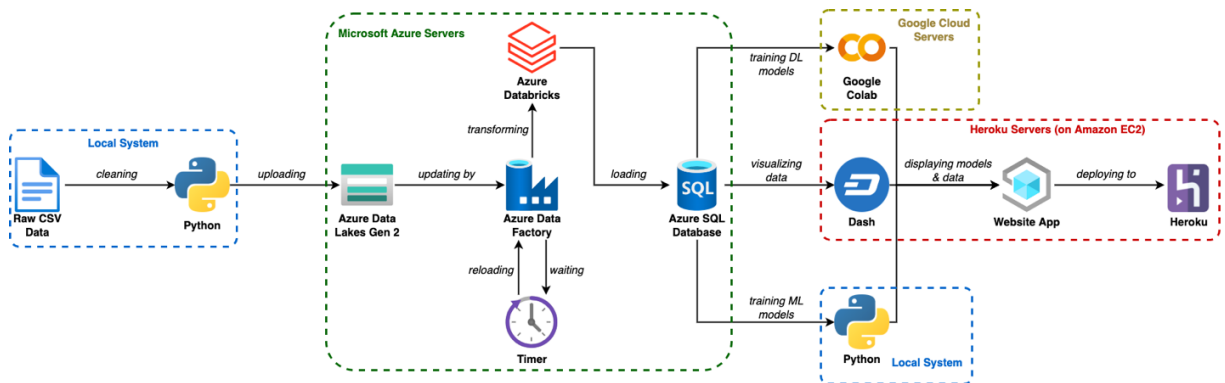 Local System
Raw CSV
Data
cleaning
Python
uploading
Microsoft Azure Servers
Azure Data
Lakes Gen 2
updating by
Azure
Databricks
transforming
Azure Data
Factory
reloading
waiting
Timer
loading
SQL
Azure SQL
Database
training DL
models
visualizing
data
training ML
models
Google Cloud
Servers
Google
Colab
Heroku Servers (on Amazon EC2)
Dash
displaying models
& data
Website App
deploying to
Heroku
Python
Local System